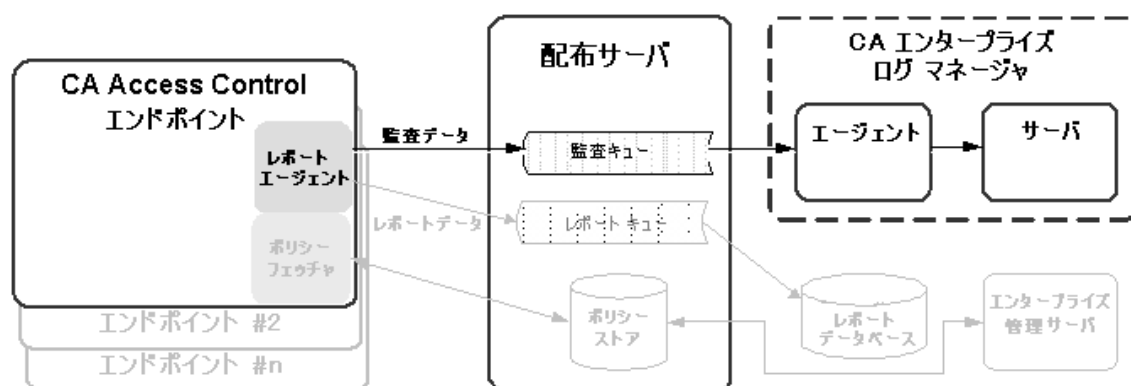 CA Access Control
エンドポイント
レポート
エージェント
ポリシー
フェッチャ
エンドポイント #2
エンドポイント #n
監査データ
レポートデータ
配布サーバ
監査キュー
レポート キュー
ポリシー
ストア
CA エンタープライズ
ログ マネージャ
エージェント
サーバ
レポート
データベース
エンタープライズ
管理サーバ